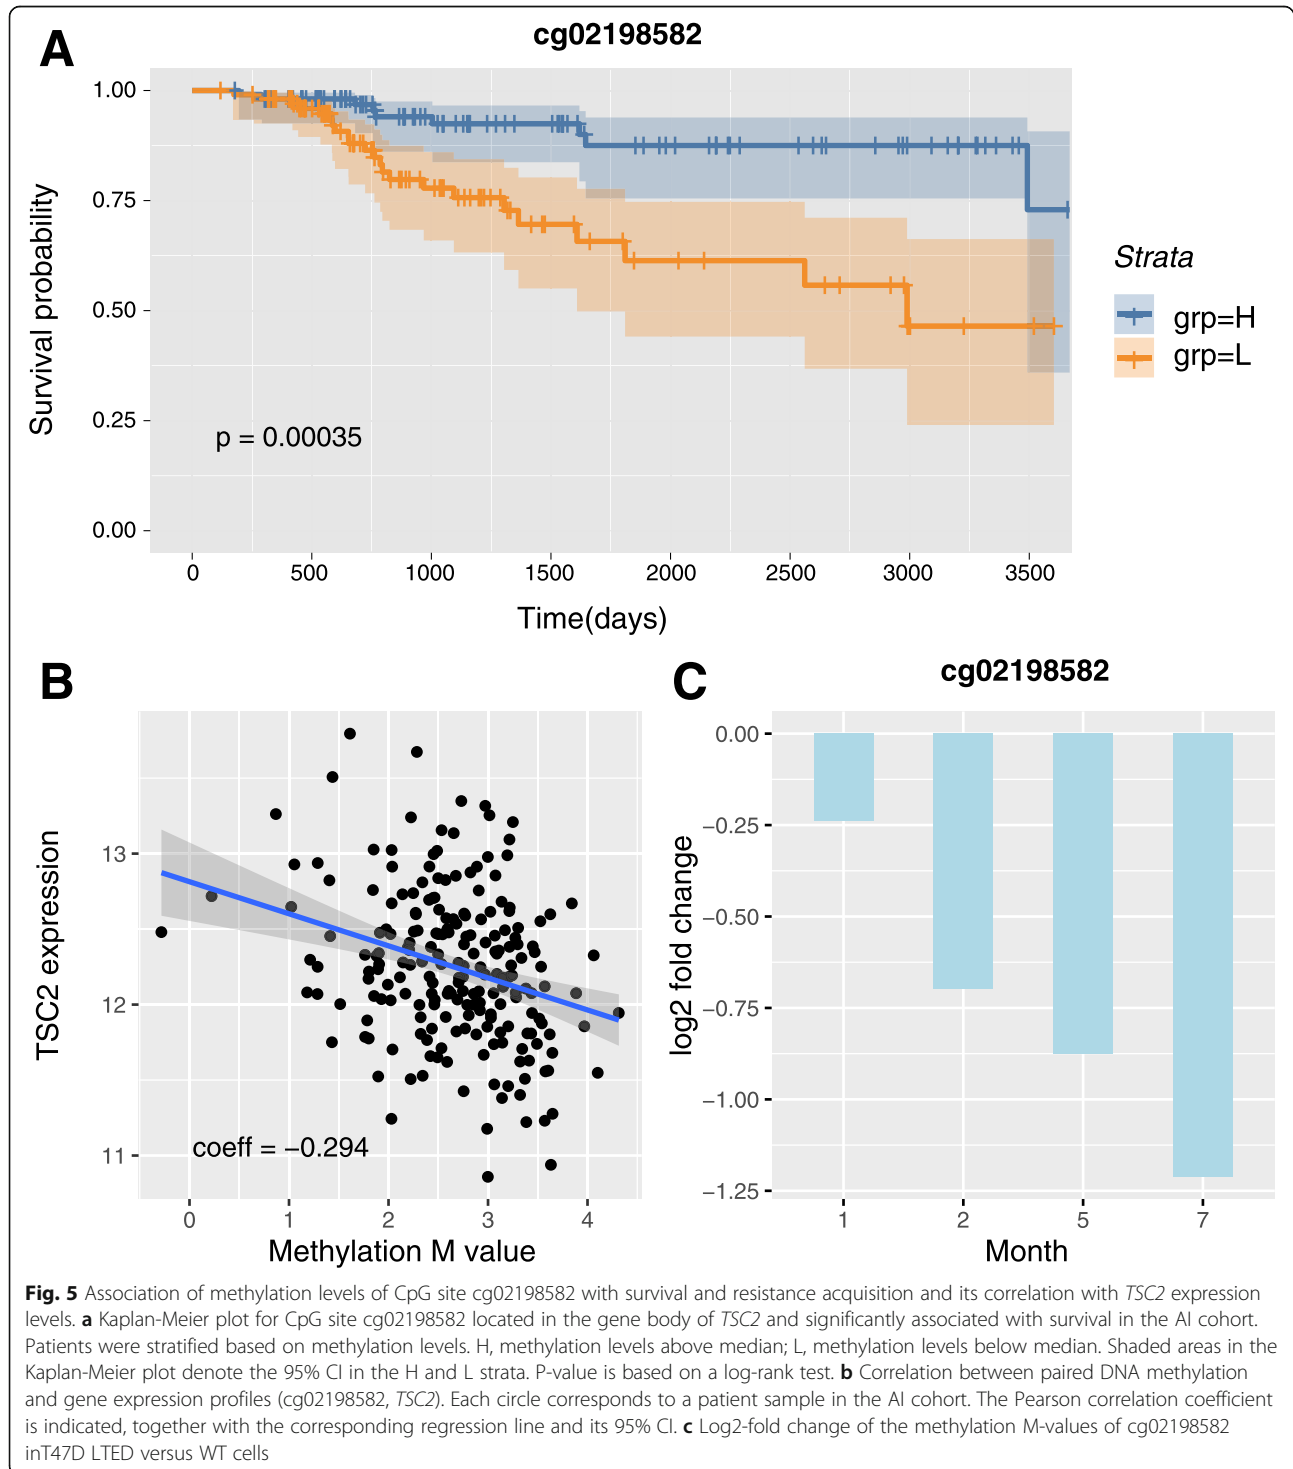 A
cg02198582
1.00
0.75
0.50
0.25
0.00
Survival probability
p = 0.00035
0 500 1000 1500 2000 2500 3000 3500
Time(days)
Strata
grp=H
grp=L
B
13
12
11
TSC2 expression
coeff = −0.294
0 1 2 3 4
Methylation M value
C
cg02198582
0.00
−0.25
−0.50
−0.75
−1.00
−1.25
log2 fold change
1 2 5 7
Month
Fig. 5 Association of methylation levels of CpG site cg02198582 with survival and resistance acquisition and its correlation with TSC2 expression
levels. a Kaplan-Meier plot for CpG site cg02198582 located in the gene body of TSC2 and significantly associated with survival in the AI cohort.
Patients were stratified based on methylation levels. H, methylation levels above median; L, methylation levels below median. Shaded areas in the
Kaplan-Meier plot denote the 95% CI in the H and L strata. P-value is based on a log-rank test. b Correlation between paired DNA methylation
and gene expression profiles (cg02198582, TSC2). Each circle corresponds to a patient sample in the AI cohort. The Pearson correlation coefficient
is indicated, together with the corresponding regression line and its 95% CI. c Log2-fold change of the methylation M-values of cg02198582
inT47D LTED versus WT cells